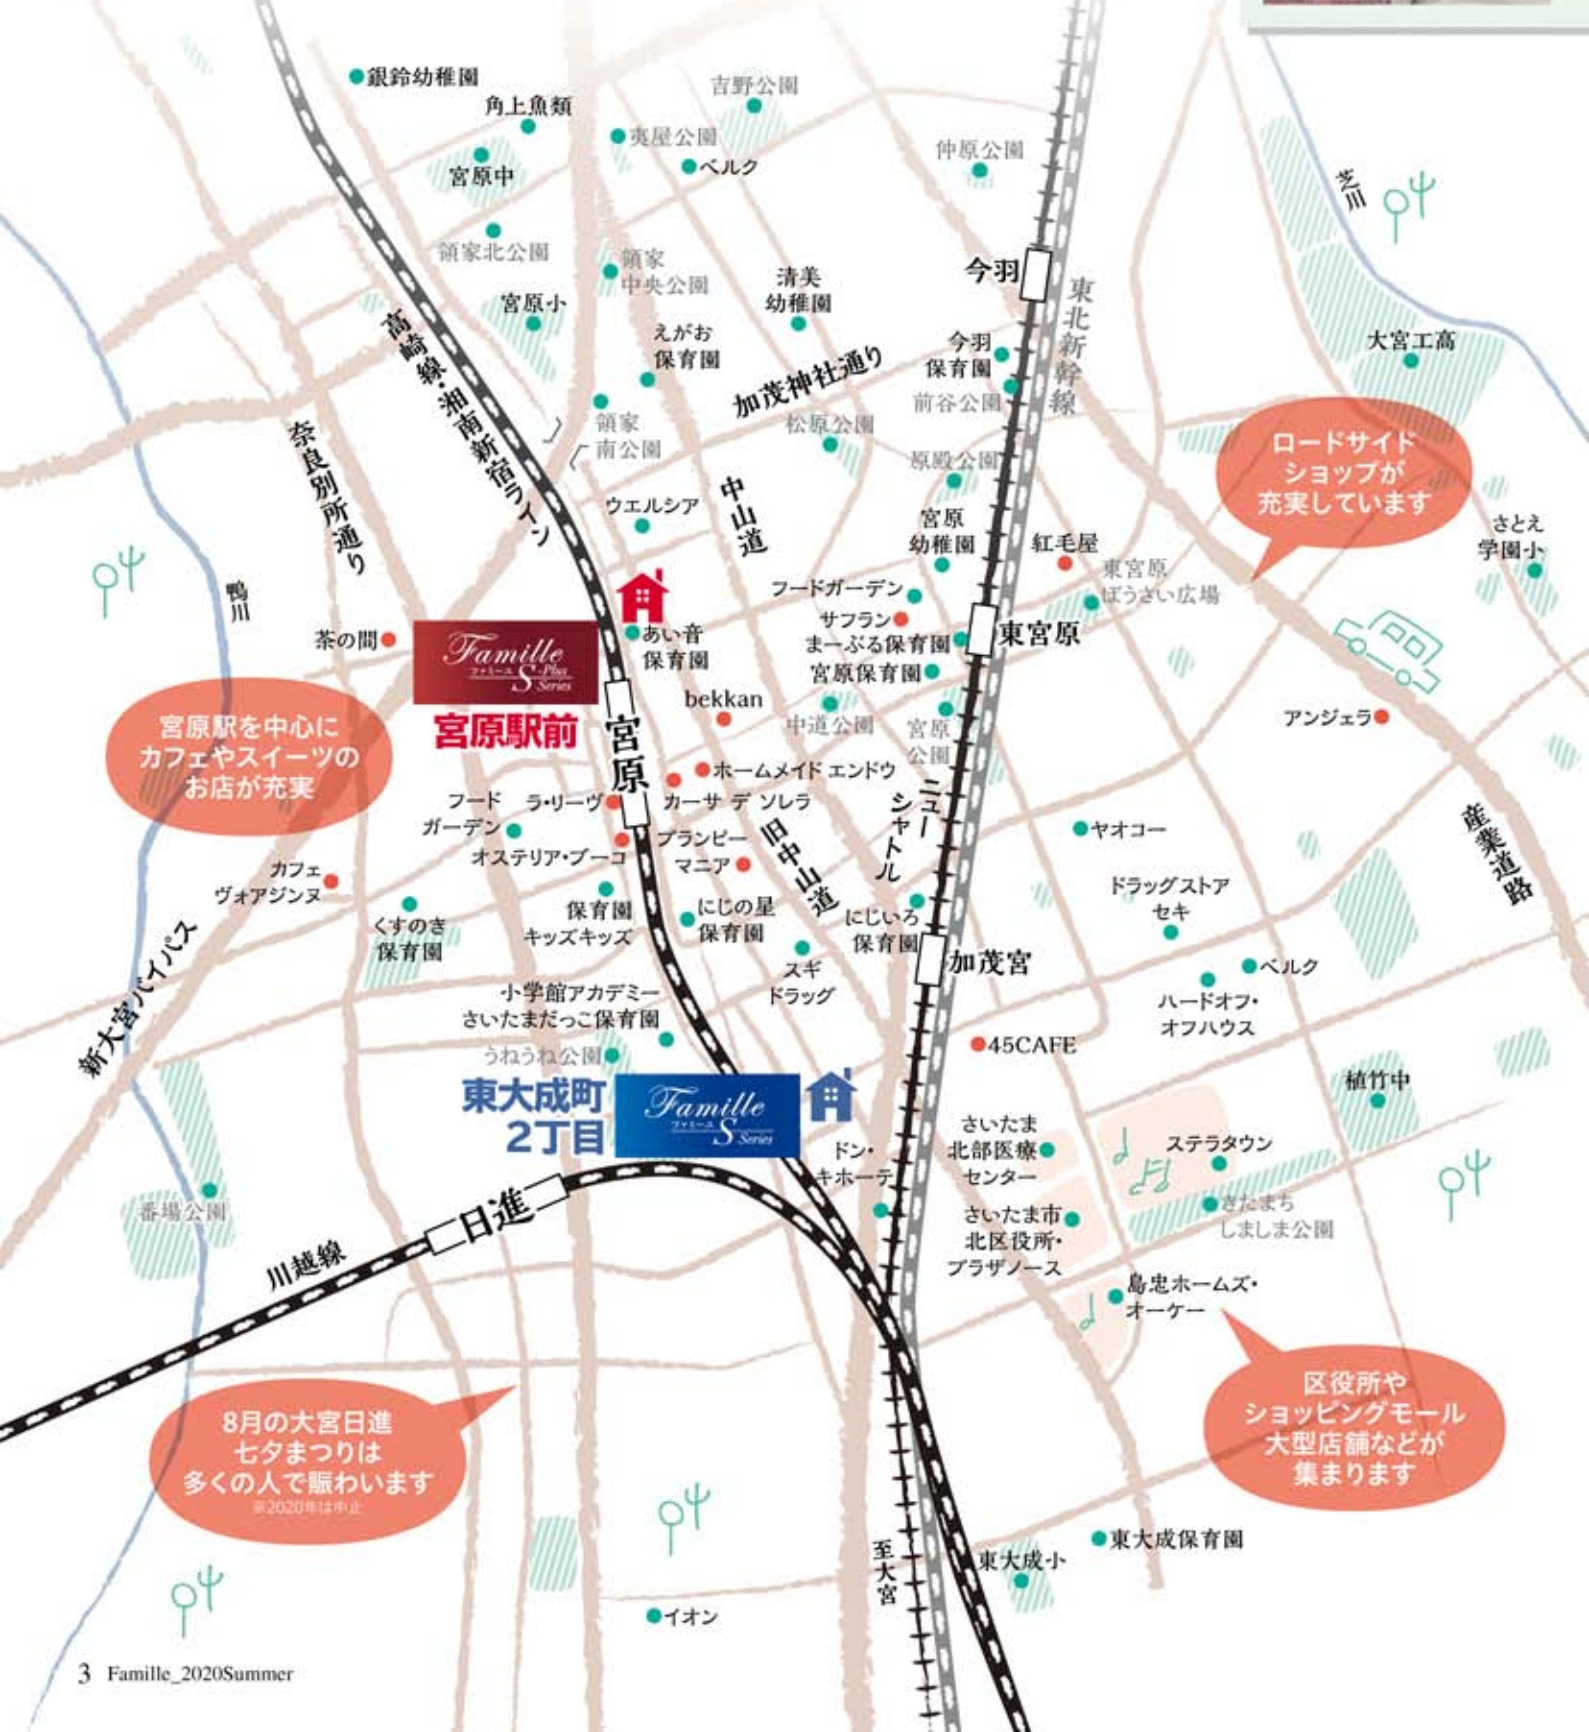 銀鈴幼稚園
角上魚類
宮原中
領家北公園
吉野公園
夷屋公園
ベルク
仲原公園
芝川
領家
中央公園
宮原小
清美
幼稚園
今羽
東北新幹線
えがお
保育園
高崎線・湘南新宿ライン
加茂神社通り
今羽
保育園
前谷公園
大宮工高
領家
南公園
松原公園
原殿公園
ロードサイド
ショップが
充実しています
奈良別所通り
ウエルシア
中山道
宮原
幼稚園
紅毛屋
東宮原
ぼうさい広場
さとえ
学園小
鴨川
フードガーデン
サフラン
まーぶる保育園
東宮原
宮原保育園
茶の間
Famille
ファミーユ S-Plus
Series
宮原駅前
あい音
保育園
bekkan
中道公園
宮原
公園
アンジェラ
宮原駅を中心に
カフェやスイーツの
お店が充実
宮原
ホームメイド エンドウ
カーサ デ ソレラ
ラ・リーヴ
フード
ガーデン
オステリア・ブーコ
ブランビー
マニア
旧中山道
ニュー
シャトル
ヤオコー
産業道路
カフェ
ヴォアジンヌ
くすのき
保育園
保育園
キッズキッズ
にじの星
保育園
にじいろ
保育園
ドラッグストア
セキ
新大宮バイパス
スギ
ドラッグ
加茂宮
ベルク
ハードオフ・
オフハウス
小学館アカデミー
さいたまだっこ保育園
うねうね公園
45CAFE
東大成町
2丁目
Famille
ファミーユ S Series
植竹中
ドン・
キホーテ
さいたま
北部医療
センター
ステラタウン
番場公園
日進
さいたま市
北区役所・
プラザノース
きたまち
しましま公園
川越線
島忠ホームズ・
オーケー
8月の大宮日進
七夕まつりは
多くの人で賑わいます
※2020年は中止
区役所や
ショッピングモール
大型店舗などが
集まります
至大宮
東大成保育園
東大成小
イオン
3 Famille_2020Summer